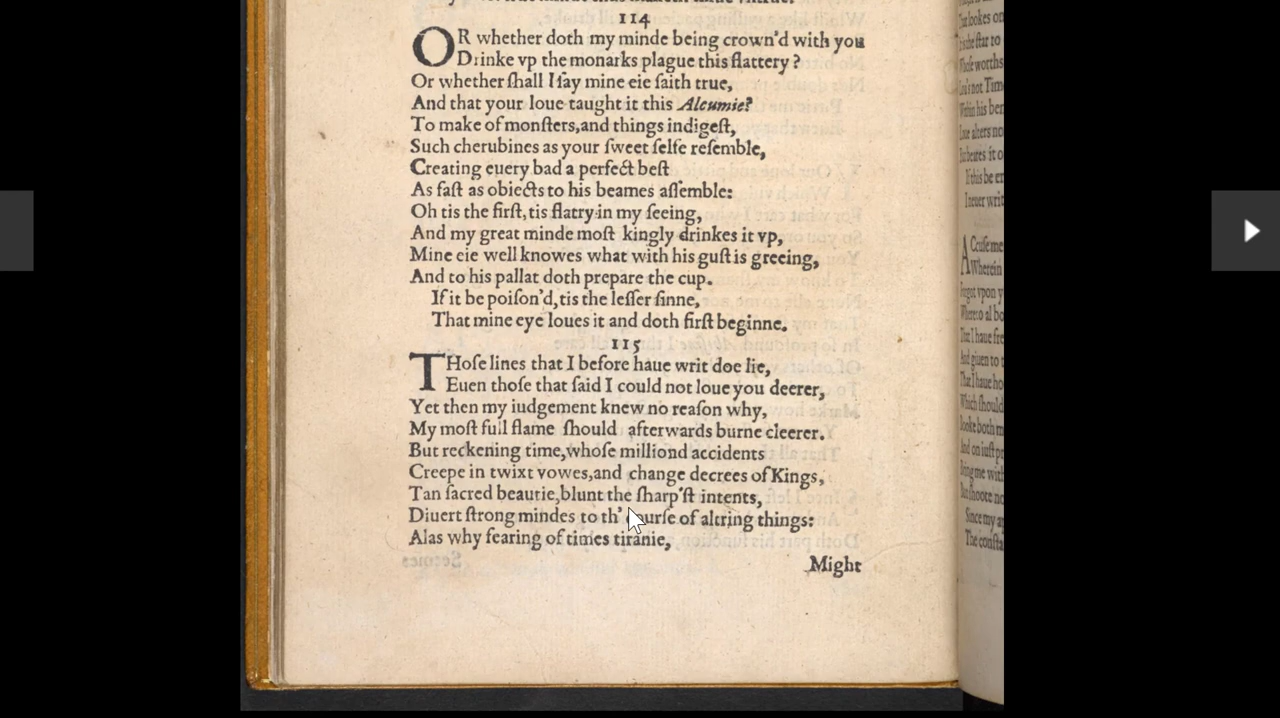 114
OR whether doth my minde being crown'd with you
Drinke vp the monarks plague this flattery ?
Or whether ſhall I ſay mine eie ſaith true,
And that your loue taught it this Alcumie?
To make of monſters,and things indigeſt,
Such cherubines as your ſweet ſelfe reſemble,
Creating euery bad a perfect beſt
As faſt as obiects to his beames aſſemble:
Oh tis the firſt,tis flatry in my ſeeing,
And my great minde moſt kingly drinkes it vp,
Mine eie well knowes what with his guſt is greeing,
And to his pallat doth prepare the cup.
If it be poiſon'd,tis the leſſer ſinne,
That mine eye loues it and doth firſt beginne.
115
THoſe lines that I before haue writ doe lie,
Euen thoſe that ſaid I could not loue you deerer,
Yet then my iudgement knew no reaſon why,
My moſt full flame ſhould afterwards burne cleerer.
But reckening time,whoſe milliond accidents
Creepe in twixt vowes,and change decrees of Kings,
Tan ſacred beautie,blunt the ſharp'ſt intents,
Diuert ſtrong mindes to th' courſe of altring things:
Alas why fearing of times tiranie,
Might